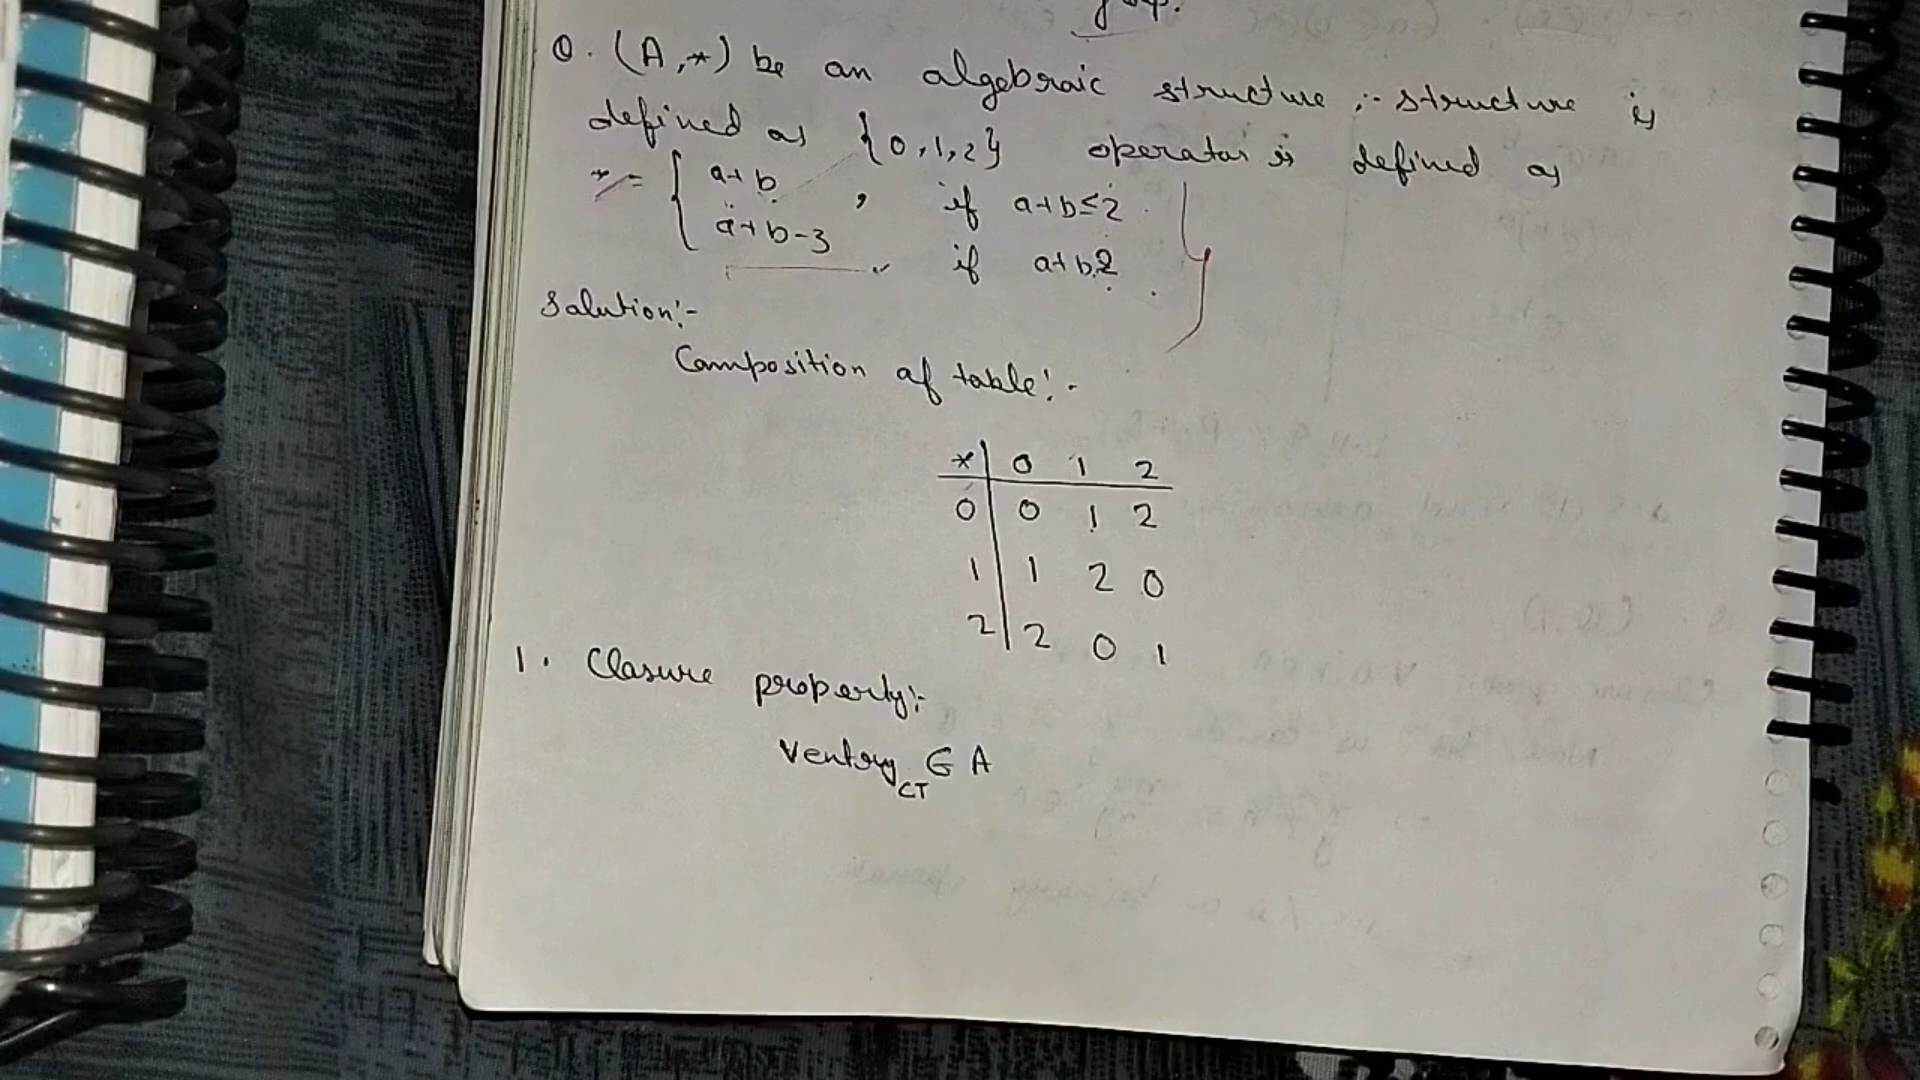 Q. (A,*) be an algebraic structure ;- structure is
defined as {0,1,2} operator is defined as
* = { a+b , if a+b≤2
a+b-3 , if a+b2
Solution:-
Composition of table:-
* | 0 1 2
0 | 0 1 2
1 | 1 2 0
2 | 2 0 1
1. Closure property:-
∀entry CT ∈ A